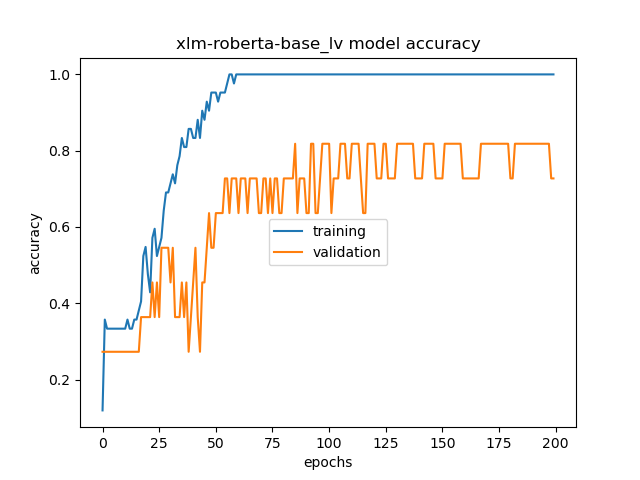 xlm-roberta-base_lv model accuracy
1.0
0.8
0.6
0.4
0.2
accuracy
training
validation
0 25 50 75 100 125 150 175 200
epochs